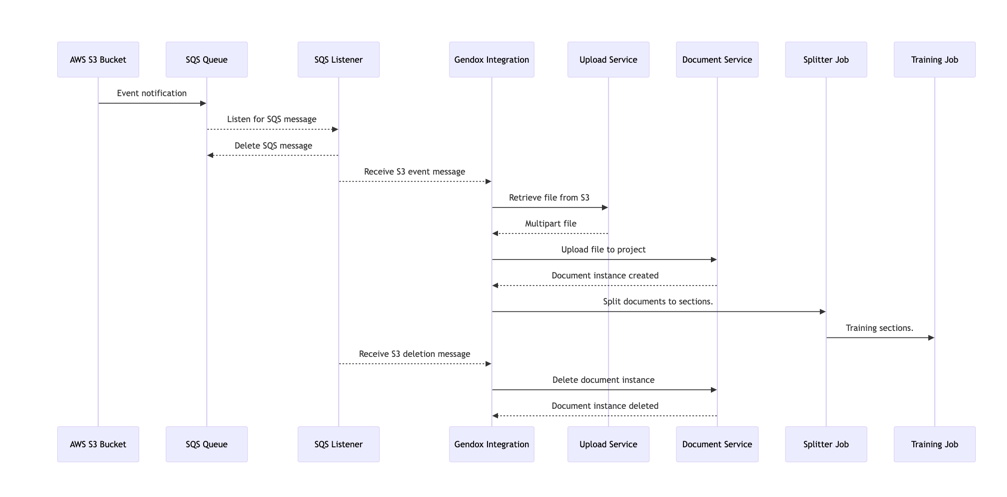 AWS S3 Bucket
SQS Queue
SQS Listener
Gendox Integration
Upload Service
Document Service
Splitter Job
Training Job
Event notification
Listen for SQS message
Delete SQS message
Receive S3 event message
Retrieve file from S3
Multipart file
Upload file to project
Document instance created
Split documents to sections.
Training sections.
Receive S3 deletion message
Delete document instance
Document instance deleted
AWS S3 Bucket
SQS Queue
SQS Listener
Gendox Integration
Upload Service
Document Service
Splitter Job
Training Job